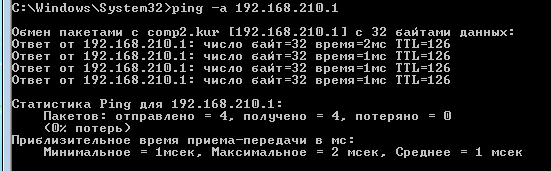 C:\Windows\System32>ping -a 192.168.210.1
Обмен пакетами с comp2.kur [192.168.210.1] с 32 байтами данных:
Ответ от 192.168.210.1: число байт=32 время=2мс TTL=126
Ответ от 192.168.210.1: число байт=32 время=1мс TTL=126
Ответ от 192.168.210.1: число байт=32 время=1мс TTL=126
Ответ от 192.168.210.1: число байт=32 время=1мс TTL=126
Статистика Ping для 192.168.210.1:
Пакетов: отправлено = 4, получено = 4, потеряно = 0
(0% потерь)
Приблизительное время приема-передачи в мс:
Минимальное = 1мсек, Максимальное = 2 мсек, Среднее = 1 мсек